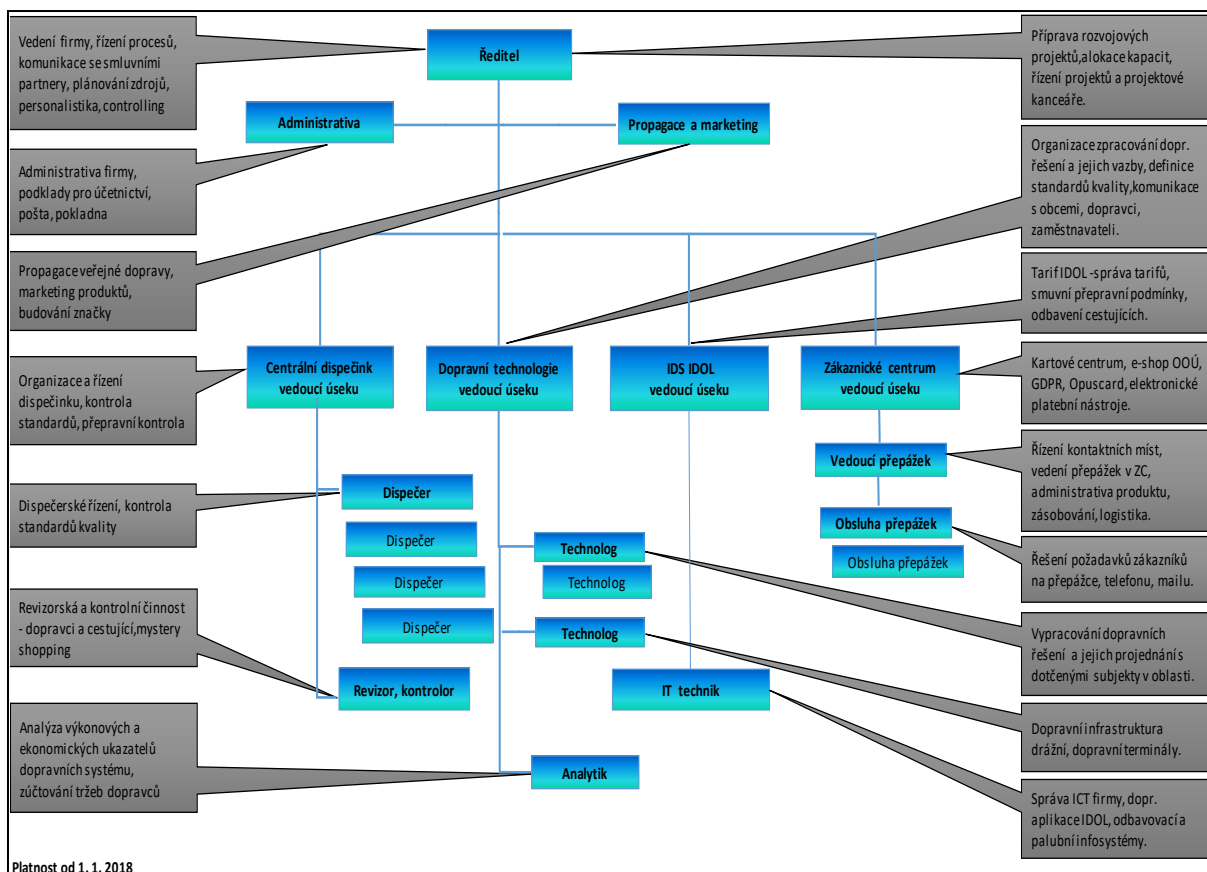 Vedení firmy, řízení procesů,
komunikace se smluvními
partnery, plánování zdrojů,
personalistika, controlling
Ředitel
Příprava rozvojových
projektů,alokace kapacit,
řízení projektů a projektové
kanceáře.
Administrativa
Propagace a marketing
Administrativa firmy,
podklady pro účetnictví,
pošta, pokladna
Organizace zpracování dopr.
řešení a jejich vazby, definice
standardů kvality,komunikace
s obcemi, dopravci,
zaměstnavateli.
Propagace veřejné dopravy,
marketing produktů,
budování značky
Tarif IDOL -správa tarifů,
smuvní přepravní podmínky,
odbavení cestujících.
Organizace a řízení
dispečinku, kontrola
standardů, přepravní kontrola
Centrální dispečink
vedoucí úseku
Dopravní technologie
vedoucí úseku
IDS IDOL
vedoucí úseku
Zákaznické centrum
vedoucí úseku
Kartové centrum, e-shop OOÚ,
GDPR, Opuscard, elektronické
platební nástroje.
Vedoucí přepážek
Řízení kontaktních míst,
vedení přepážek v ZC,
administrativa produktu,
zásobování, logistika.
Dispečerské řízení, kontrola
standardů kvality
Dispečer
Dispečer
Dispečer
Dispečer
Obsluha přepážek
Obsluha přepážek
Řešení požadavků zákazníků
na přepážce, telefonu, mailu.
Technolog
Technolog
Technolog
Revizorská a kontrolní činnost
- dopravci a cestující,mystery
shopping
Revizor, kontrolor
IT technik
Vypracování dopravních
řešení a jejich projednání s
dotčenými subjekty v oblasti.
Analýza výkonových a
ekonomických ukazatelů
dopravních systému,
zúčtování tržeb dopravců
Analytik
Dopravní infrastruktura
drážní, dopravní terminály.
Správa ICT firmy, dopr.
aplikace IDOL, odbavovací a
palubní infosystémy.
Platnost od 1. 1. 2018